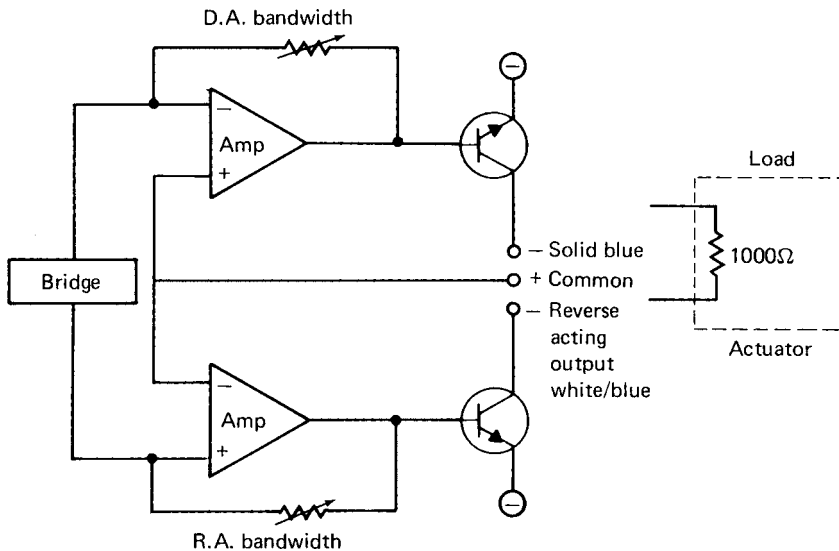 D.A. bandwidth
−
Amp
+
−
Load
− Solid blue
+ Common
− Reverse
acting
output
white/blue
1000Ω
Actuator
Bridge
−
Amp
+
−
R.A. bandwidth